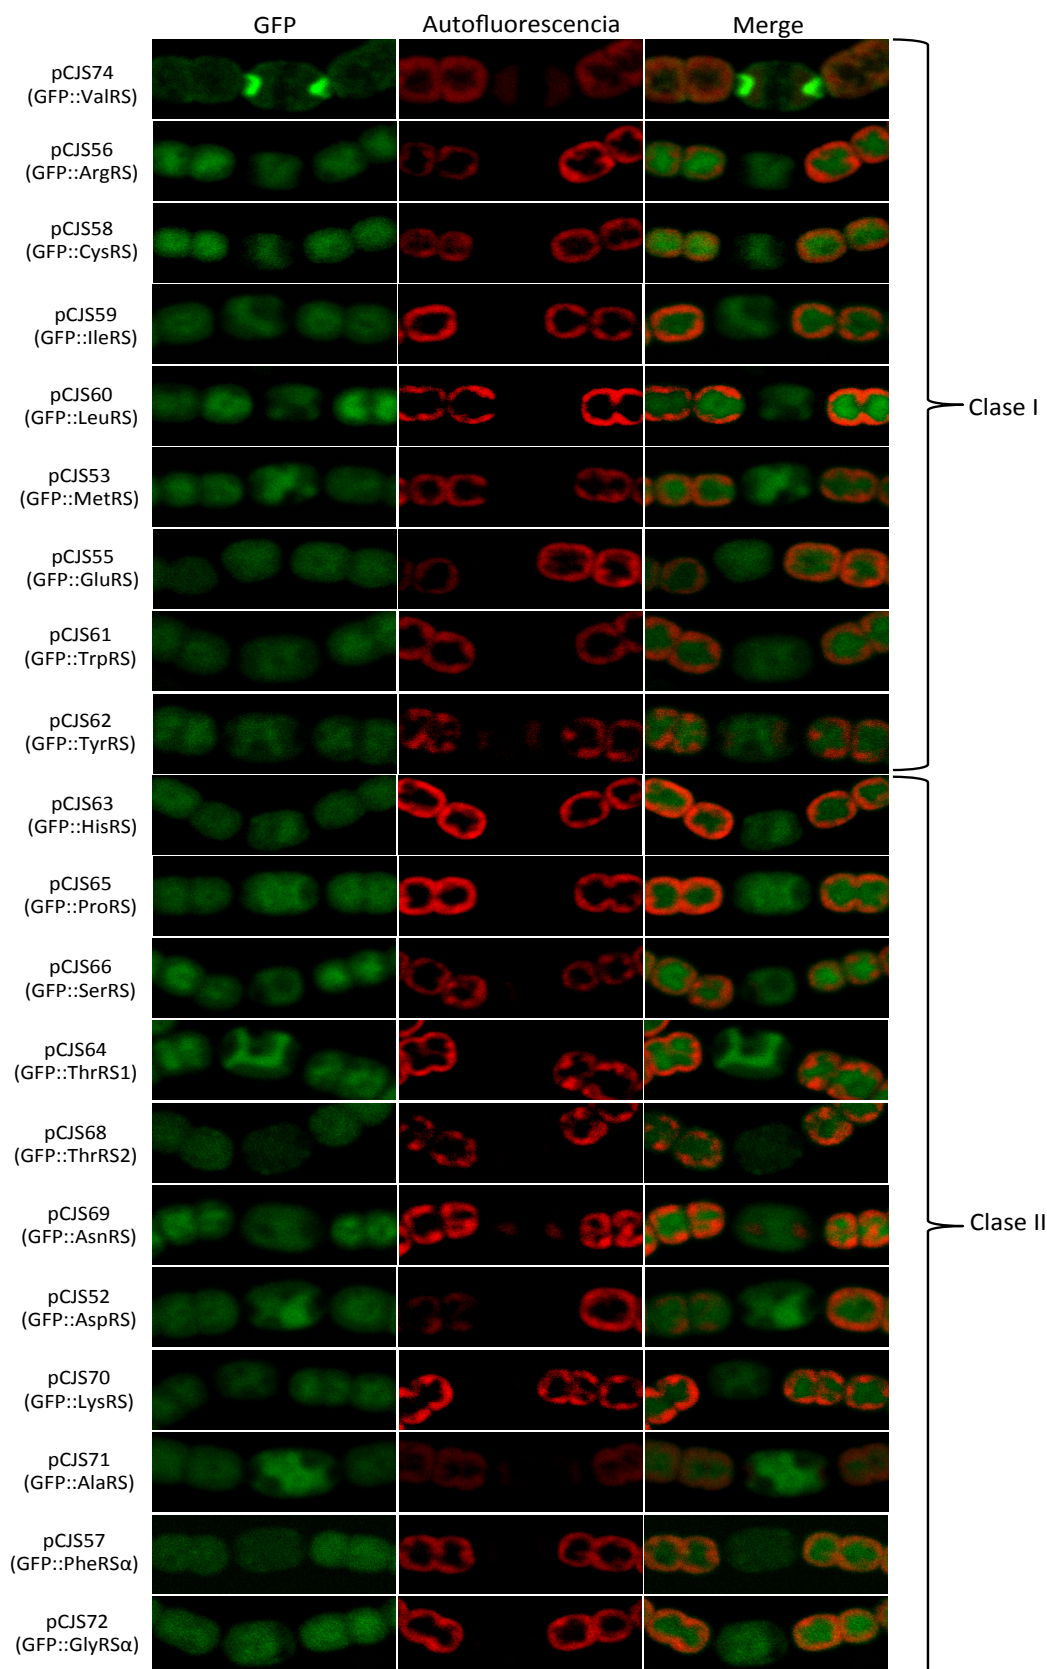 GFP Autofluorescencia Merge
pCJS74
(GFP::ValRS)
pCJS56
(GFP::ArgRS)
pCJS58
(GFP::CysRS)
pCJS59
(GFP::IleRS)
pCJS60
(GFP::LeuRS)
Clase I
pCJS53
(GFP::MetRS)
pCJS55
(GFP::GluRS)
pCJS61
(GFP::TrpRS)
pCJS62
(GFP::TyrRS)
pCJS63
(GFP::HisRS)
pCJS65
(GFP::ProRS)
pCJS66
(GFP::SerRS)
pCJS64
(GFP::ThrRS1)
pCJS68
(GFP::ThrRS2)
pCJS69
(GFP::AsnRS)
Clase II
pCJS52
(GFP::AspRS)
pCJS70
(GFP::LysRS)
pCJS71
(GFP::AlaRS)
pCJS57
(GFP::PheRSα)
pCJS72
(GFP::GlyRSα)